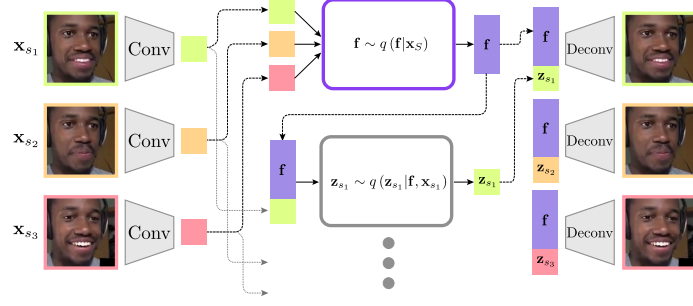 x_{s_1} Conv
f ∼ q (f|x_S)
f
f
z_{s_1}
Deconv
x_{s_2} Conv
f
z_{s_2}
Deconv
f
z_{s_1} ∼ q (z_{s_1}|f, x_{s_1})
z_{s_1}
x_{s_3} Conv
f
z_{s_3}
Deconv